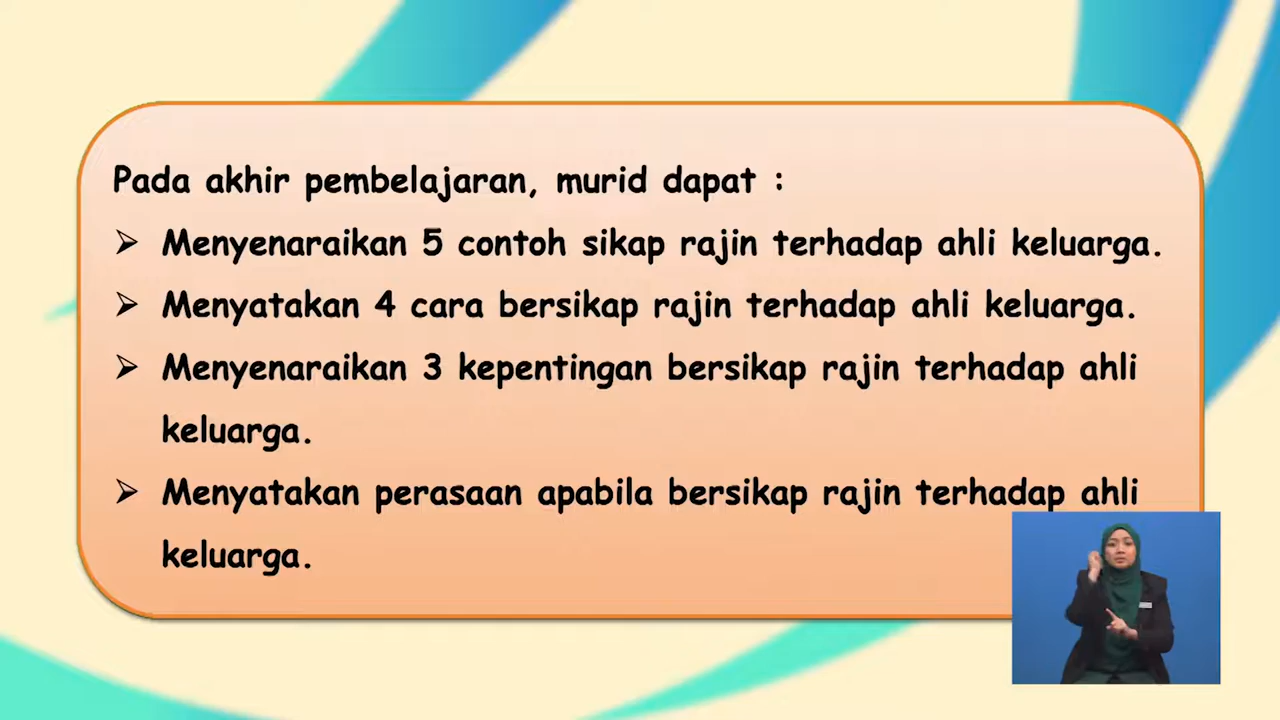 Pada akhir pembelajaran, murid dapat :
➢ Menyenaraikan 5 contoh sikap rajin terhadap ahli keluarga.
➢ Menyatakan 4 cara bersikap rajin terhadap ahli keluarga.
➢ Menyenaraikan 3 kepentingan bersikap rajin terhadap ahli
keluarga.
➢ Menyatakan perasaan apabila bersikap rajin terhadap ahli
keluarga.